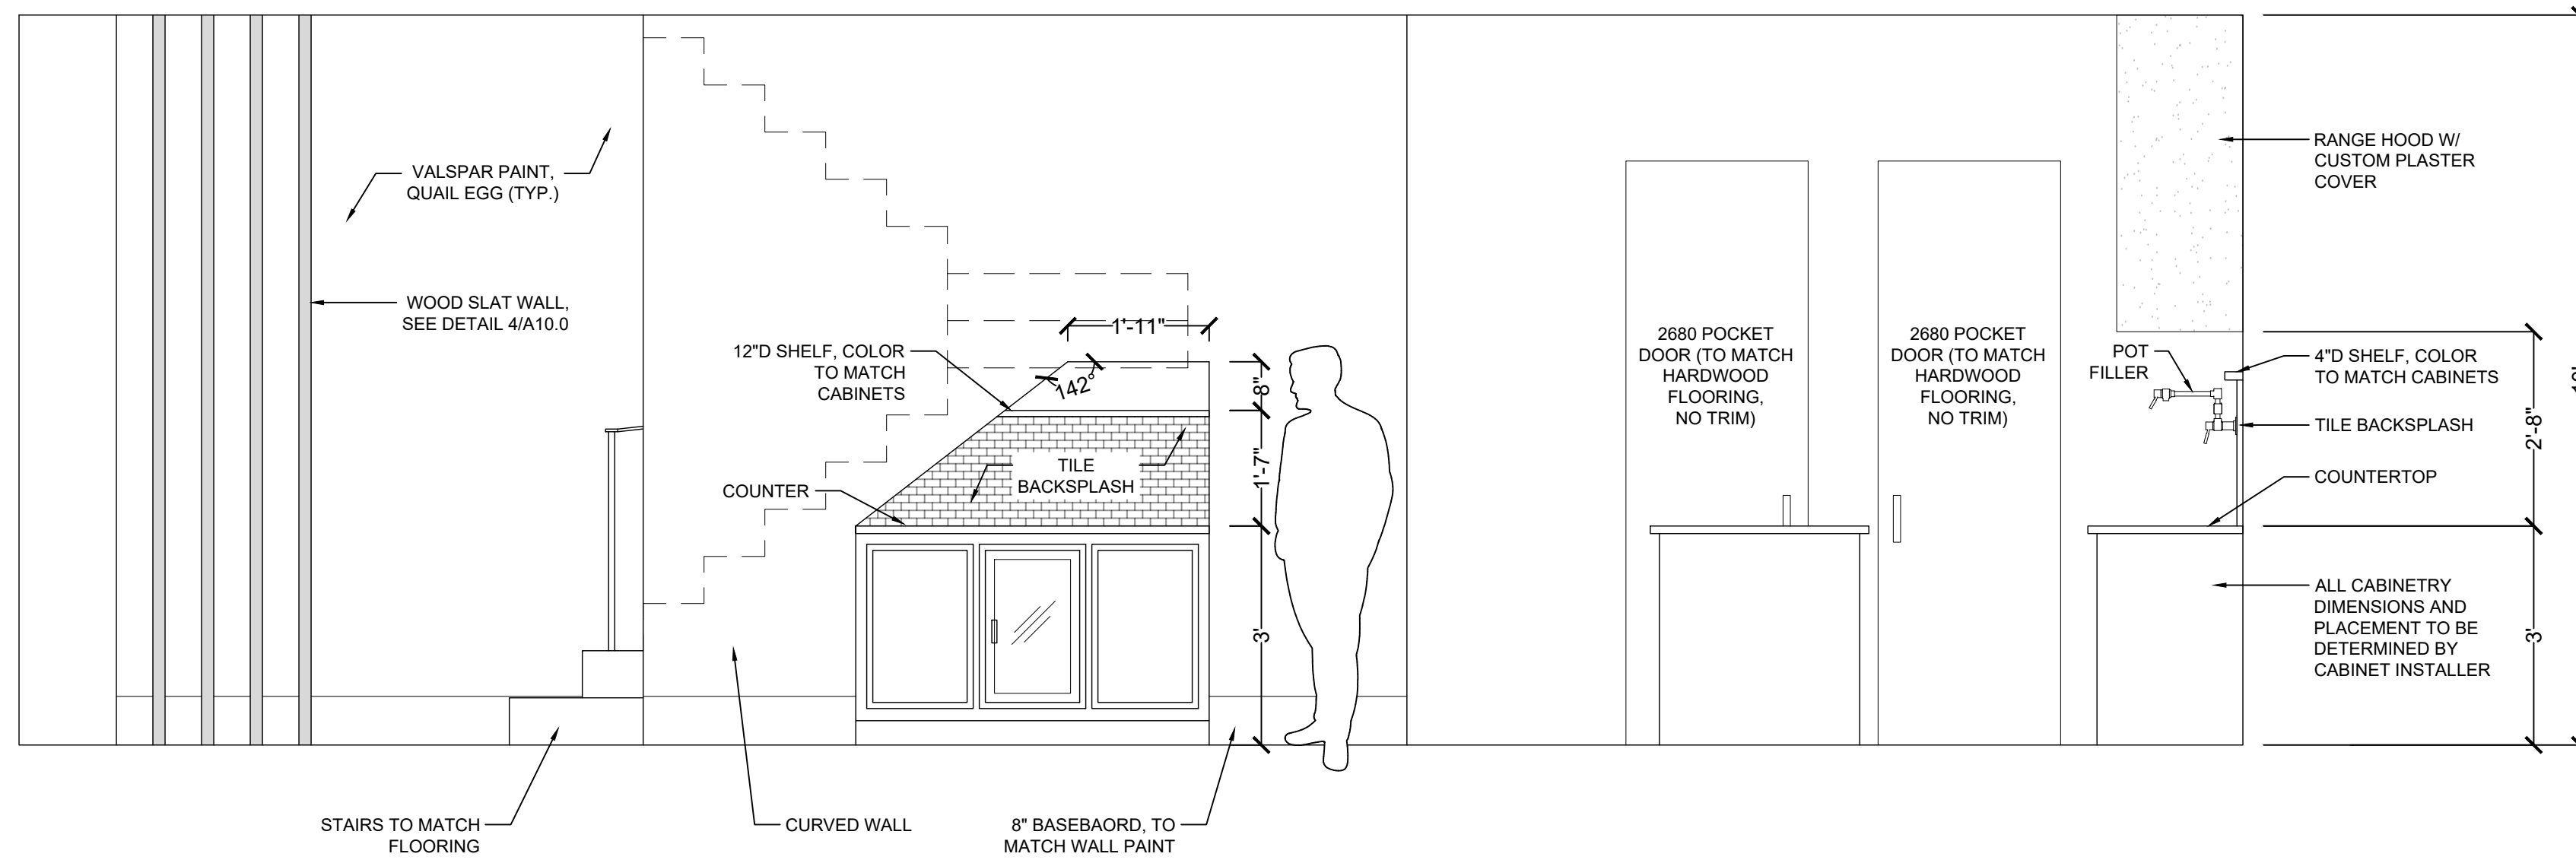 VALSPAR PAINT,
QUAIL EGG (TYP.)
WOOD SLAT WALL,
SEE DETAIL 4/A10.0
STAIRS TO MATCH
FLOORING
12"D SHELF, COLOR
TO MATCH
CABINETS
COUNTER
1'-11"
142°
TILE
BACKSPLASH
8"
1'-7"
3'
CURVED WALL
8" BASEBAORD, TO
MATCH WALL PAINT
2680 POCKET
DOOR (TO MATCH
HARDWOOD
FLOORING,
NO TRIM)
2680 POCKET
DOOR (TO MATCH
HARDWOOD
FLOORING,
NO TRIM)
POT
FILLER
RANGE HOOD W/
CUSTOM PLASTER
COVER
4"D SHELF, COLOR
TO MATCH CABINETS
TILE BACKSPLASH
COUNTERTOP
ALL CABINETRY
DIMENSIONS AND
PLACEMENT TO BE
DETERMINED BY
CABINET INSTALLER
2'-8"
3'